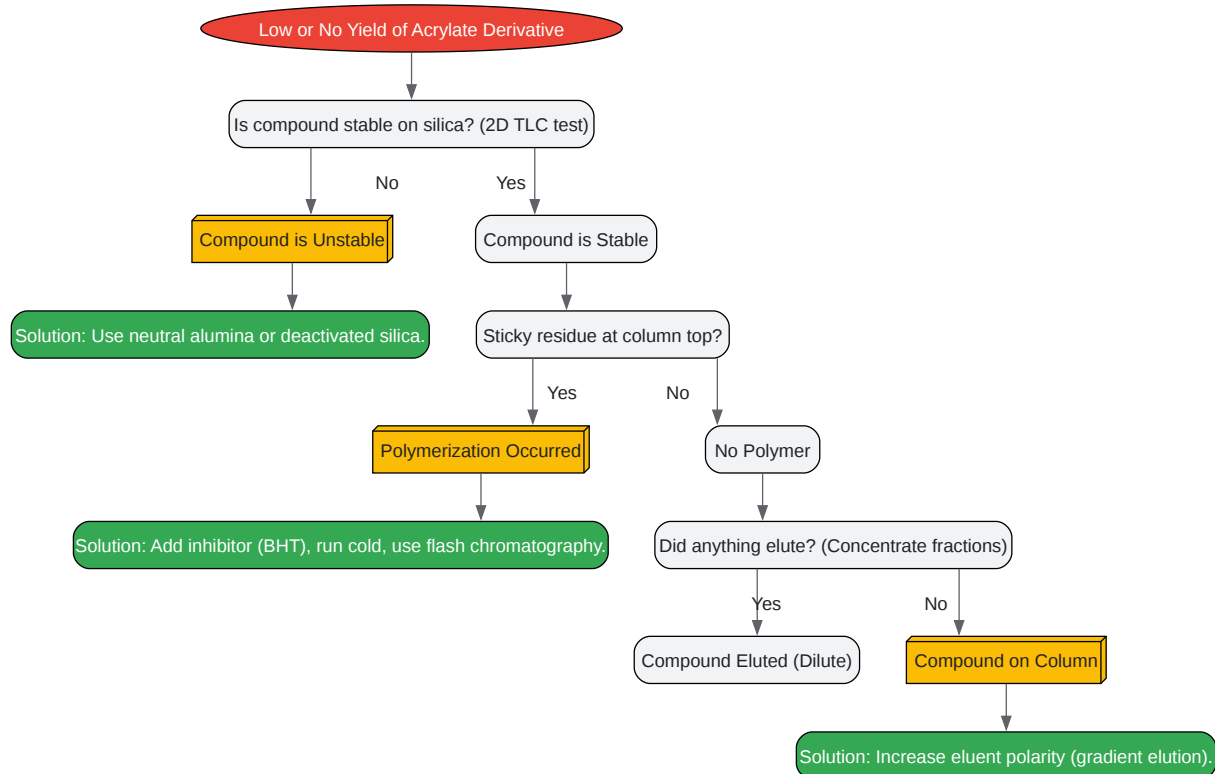 Low or No Yield of Acrylate Derivative
Is compound stable on silica? (2D TLC test)
No
Yes
Compound is Unstable
Compound is Stable
Solution: Use neutral alumina or deactivated silica.
Sticky residue at column top?
Yes
No
Polymerization Occurred
No Polymer
Solution: Add inhibitor (BHT), run cold, use flash chromatography.
Did anything elute? (Concentrate fractions)
Yes
No
Compound Eluted (Dilute)
Compound on Column
Solution: Increase eluent polarity (gradient elution).